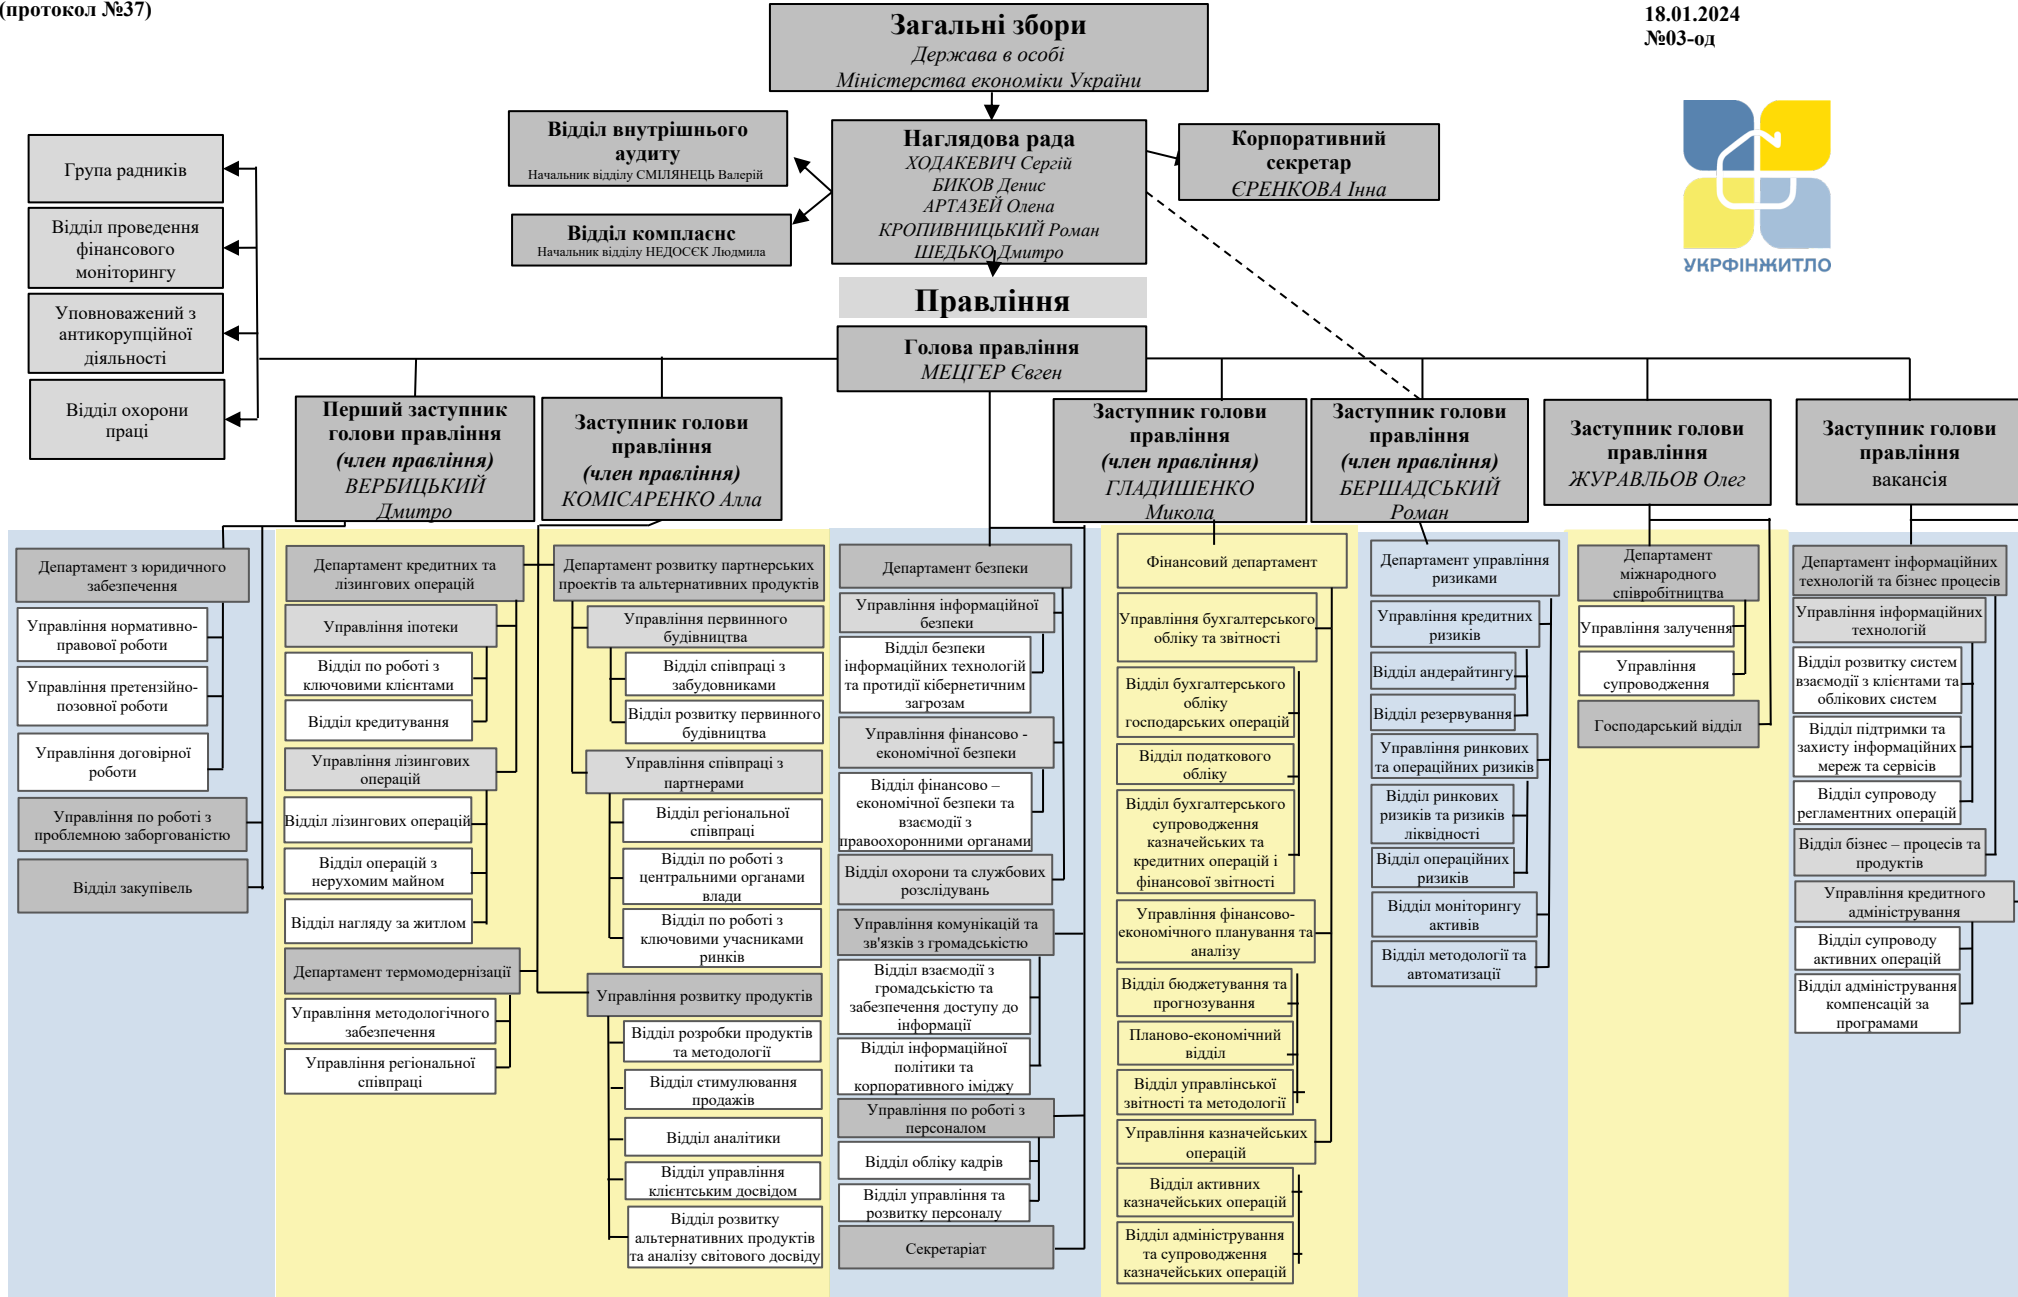 (протокол №37)
18.01.2024
№03-од
Загальні збори
Держава в особі
Міністерства економіки України
Відділ внутрішнього
аудиту
Начальник відділу СМІЛЯНЕЦЬ Валерій
Відділ комплаєнс
Начальник відділу НЕДОСЄК Людмила
Наглядова рада
ХОДАКЕВИЧ Сергій
БИКОВ Денис
АРТАЗЕЙ Олена
КРОПИВНИЦЬКИЙ Роман
ШЕДЬКО Дмитро
Корпоративний
секретар
ЄРЕНКОВА Інна
УКРФІНЖИТЛО
Група радників
Відділ проведення
фінансового
моніторингу
Уповноважений з
антикорупційної
діяльності
Відділ охорони
праці
Правління
Голова правління
МЕЦГЕР Євген
Перший заступник
голови правління
(член правління)
ВЕРБИЦЬКИЙ
Дмитро
Заступник голови
правління
(член правління)
КОМІСАРЕНКО Алла
Заступник голови
правління
(член правління)
ГЛАДИШЕНКО
Микола
Заступник голови
правління
(член правління)
БЕРШАДСЬКИЙ
Роман
Заступник голови
правління
ЖУРАВЛЬОВ Олег
Заступник голови
правління
вакансія
Департамент з юридичного
забезпечення
Управління нормативно-
правової роботи
Управління претензійно-
позовної роботи
Управління договірної
роботи
Управління по роботі з
проблемною заборгованістю
Відділ закупівель
Департамент кредитних та
лізингових операцій
Управління іпотеки
Відділ по роботі з
ключовими клієнтами
Відділ кредитування
Управління лізингових
операцій
Відділ лізингових операцій
Відділ операцій з
нерухомим майном
Відділ нагляду за житлом
Департамент термомодернізації
Управління методологічного
забезпечення
Управління регіональної
співпраці
Департамент розвитку партнерських
проектів та альтернативних продуктів
Управління первинного
будівництва
Відділ співпраці з
забудовниками
Відділ розвитку первинного
будівництва
Управління співпраці з
партнерами
Відділ регіональної
співпраці
Відділ по роботі з
центральними органами
влади
Відділ по роботі з
ключовими учасниками
ринків
Управління розвитку продуктів
Відділ розробки продуктів
та методології
Відділ стимулювання
продажів
Відділ аналітики
Відділ управління
клієнтським досвідом
Відділ розвитку
альтернативних продуктів
та аналізу світового досвіду
Департамент безпеки
Управління інформаційної
безпеки
Відділ безпеки
інформаційних технологій
та протидії кібернетичним
загрозам
Управління фінансово -
економічної безпеки
Відділ фінансово –
економічної безпеки та
взаємодії з
правоохоронними органами
Відділ охорони та службових
розслідувань
Управління комунікацій та
зв'язків з громадськістю
Відділ взаємодії з
громадськістю та
забезпечення доступу до
інформації
Відділ інформаційної
політики та
корпоративного іміджу
Управління по роботі з
персоналом
Відділ обліку кадрів
Відділ управління та
розвитку персоналу
Секретаріат
Фінансовий департамент
Управління бухгалтерського
обліку та звітності
Відділ бухгалтерського
обліку
господарських операцій
Відділ податкового
обліку
Відділ бухгалтерського
супроводження
казначейських та
кредитних операцій і
фінансової звітності
Управління фінансово-
економічного планування та
аналізу
Відділ бюджетування та
прогнозування
Планово-економічний
відділ
Відділ управлінської
звітності та методології
Управління казначейських
операцій
Відділ активних
казначейських операцій
Відділ адміністрування
та супроводження
казначейських операцій
Департамент управління
ризиками
Управління кредитних
ризиків
Відділ андерайтингу
Відділ резервування
Управління ринкових
та операційних ризиків
Відділ ринкових
ризиків та ризиків
ліквідності
Відділ операційних
ризиків
Відділ моніторингу
активів
Відділ методології та
автоматизації
Департамент
міжнародного
співробітництва
Управління залучення
Управління
супроводження
Господарський відділ
Департамент інформаційних
технологій та бізнес процесів
Управління інформаційних
технологій
Відділ розвитку систем
взаємодії з клієнтами та
облікових систем
Відділ підтримки та
захисту інформаційних
мереж та сервісів
Відділ супроводу
регламентних операцій
Відділ бізнес – процесів та
продуктів
Управління кредитного
адміністрування
Відділ супроводу
активних операцій
Відділ адміністрування
компенсацій за
програмами